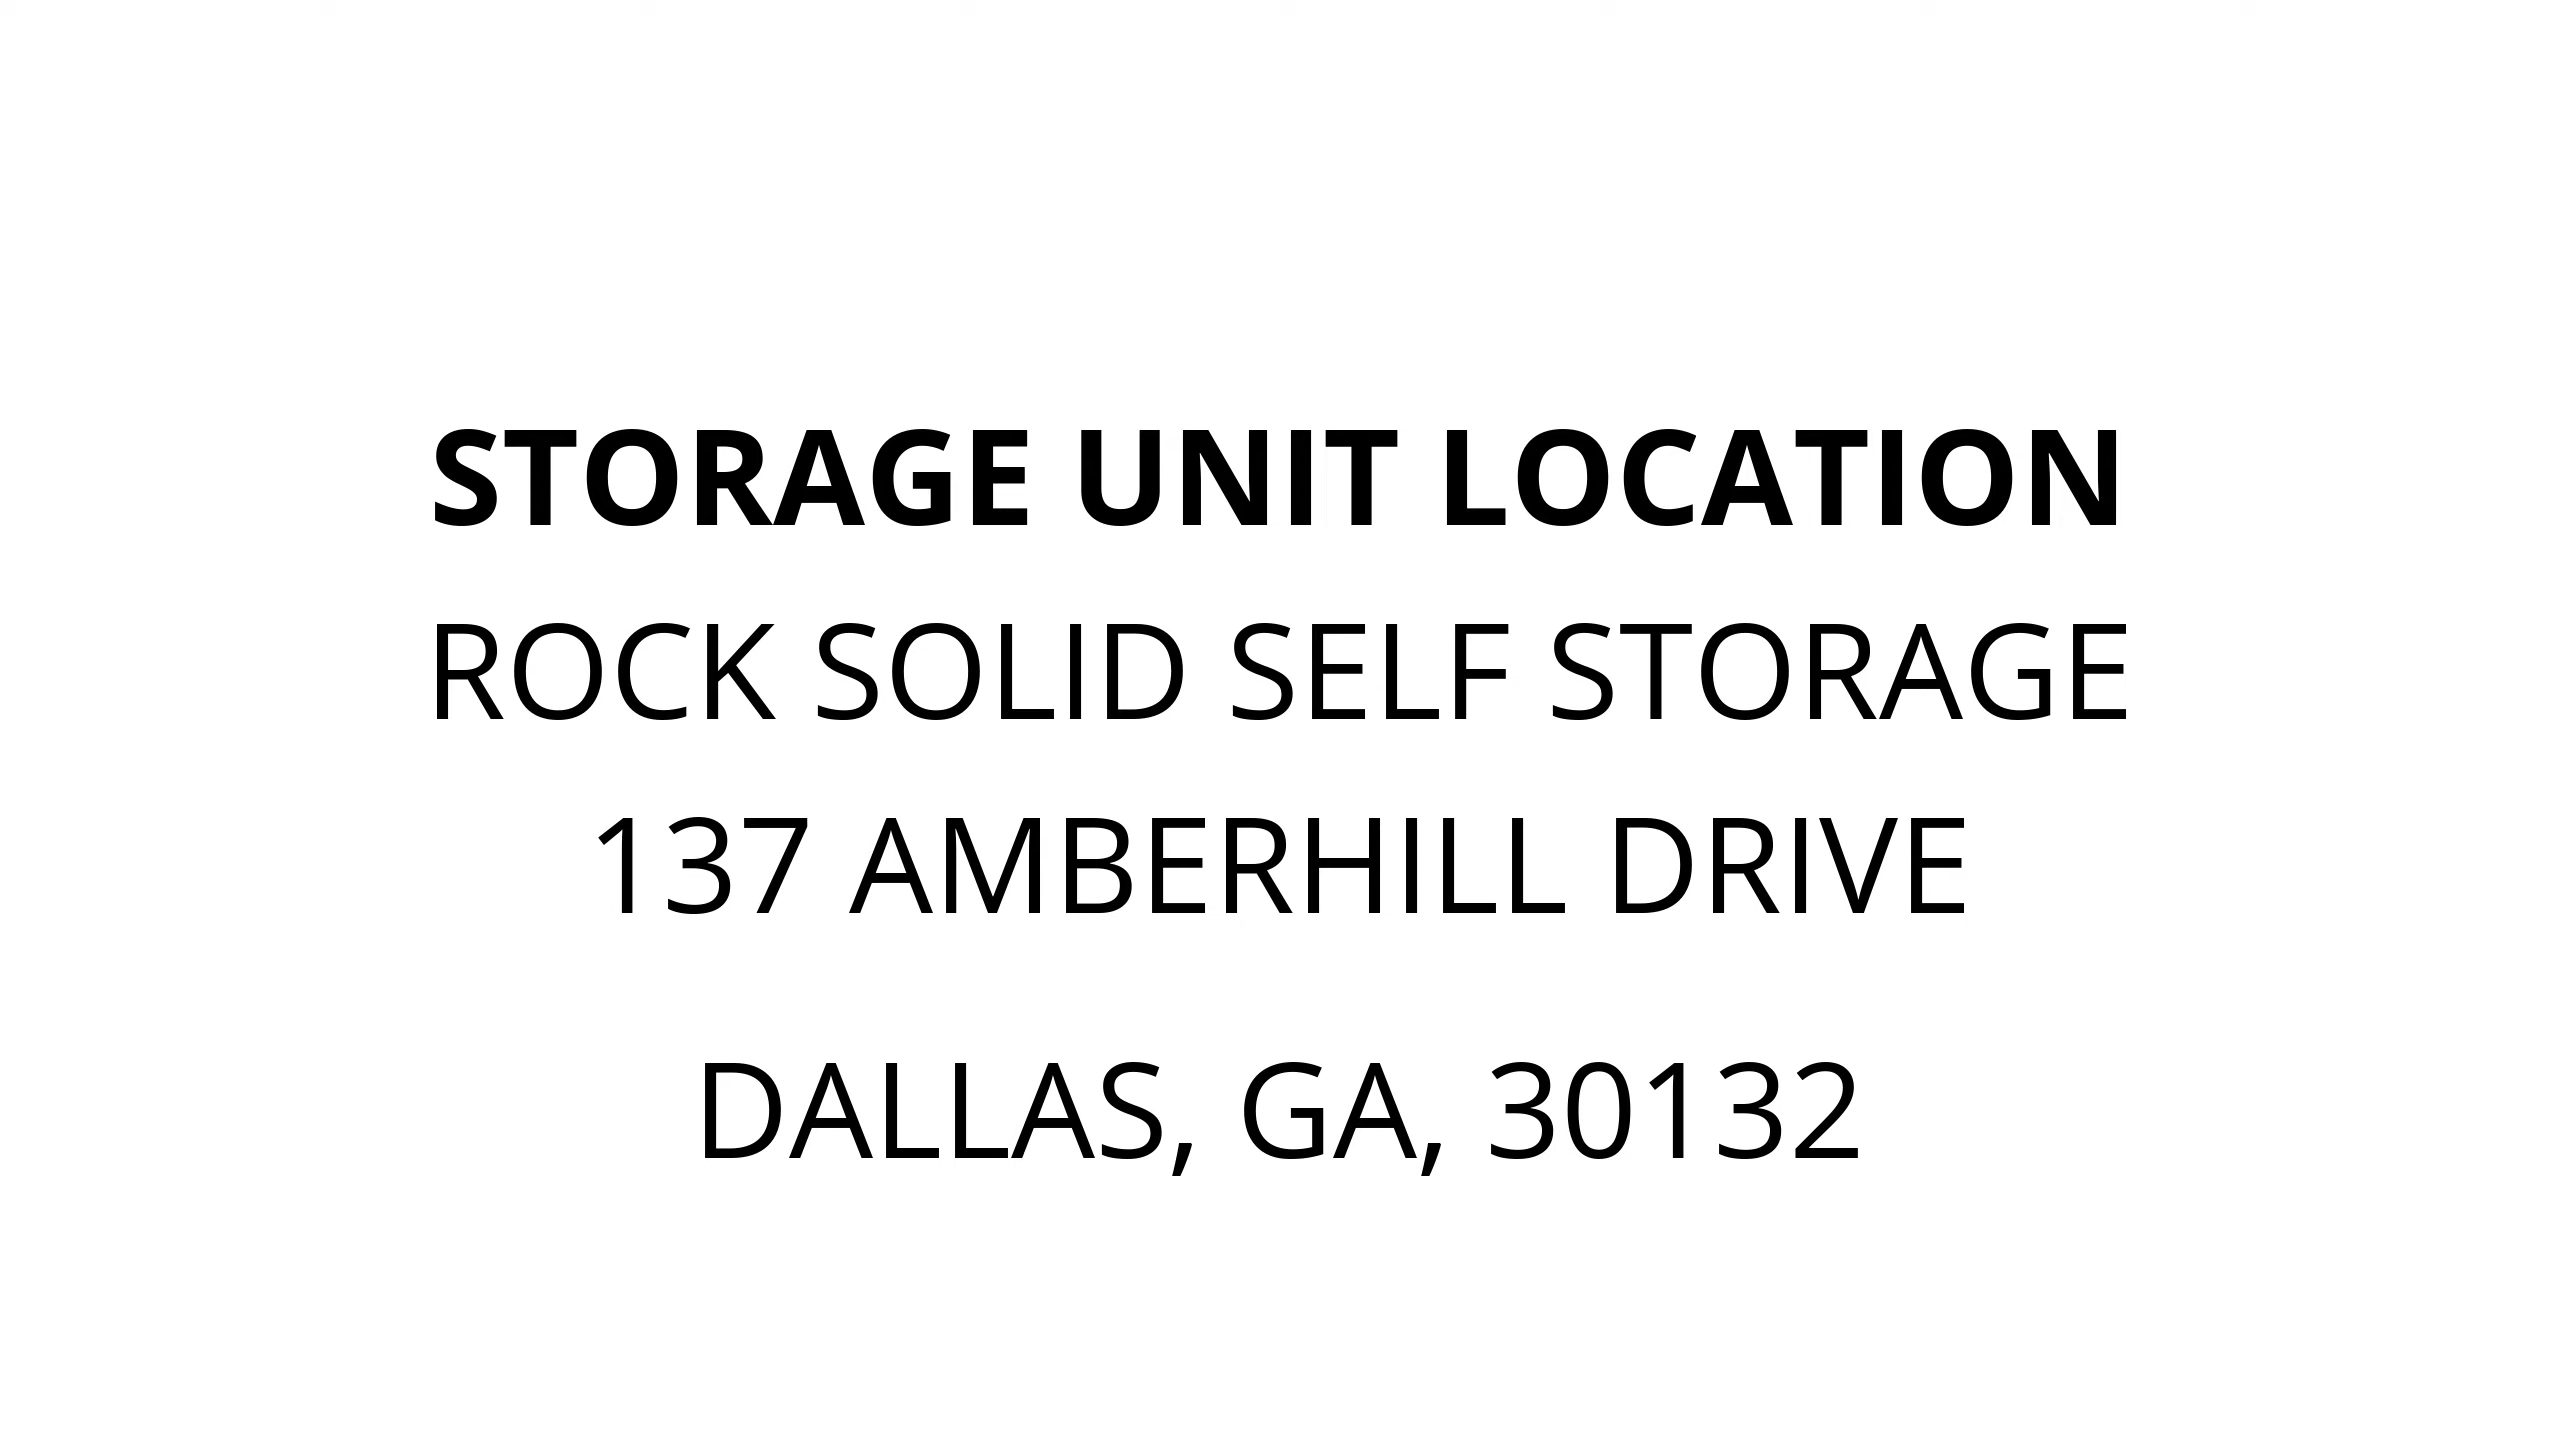 STORAGE UNIT LOCATION
ROCK SOLID SELF STORAGE
137 AMBERHILL DRIVE
DALLAS, GA, 30132